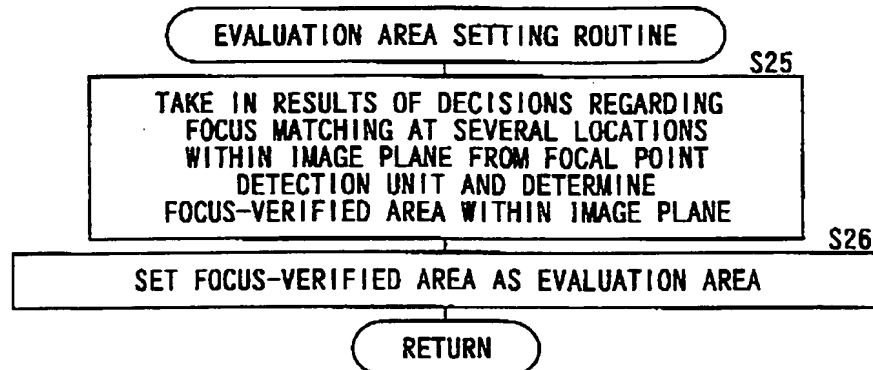 EVALUATION AREA SETTING ROUTINE
S25
TAKE IN RESULTS OF DECISIONS REGARDING
FOCUS MATCHING AT SEVERAL LOCATIONS
WITHIN IMAGE PLANE FROM FOCAL POINT
DETECTION UNIT AND DETERMINE
FOCUS-VERIFIED AREA WITHIN IMAGE PLANE
S26
SET FOCUS-VERIFIED AREA AS EVALUATION AREA
RETURN